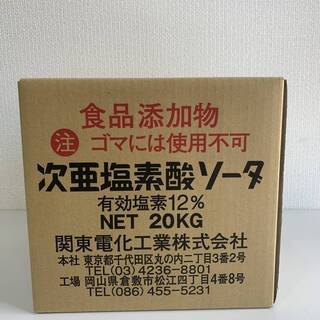 食品添加物
注 ゴマには使用不可
次亜塩素酸ソーダ
有効塩素12%
NET 20KG
関東電化工業株式会社
本社 東京都千代田区丸の内二丁目3番2号
TEL(03)4236-8801
工場 岡山県倉敷市松江四丁目4番8号
TEL(086)455-5231